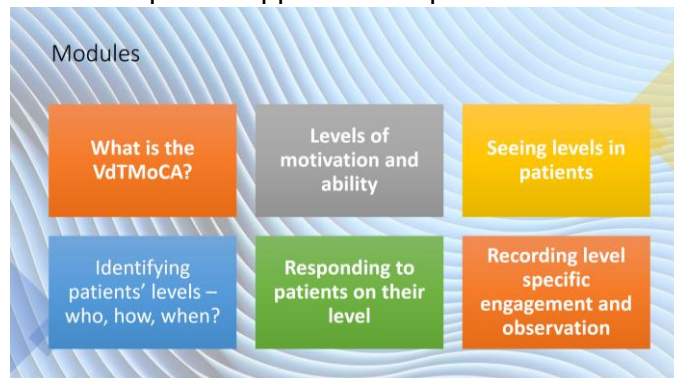 Modules
What is the
VdTMoCA?
Levels of
motivation and
ability
Seeing levels in
patients
Identifying
patients’ levels –
who, how, when?
Responding to
patients on their
level
Recording level
specific
engagement and
observation